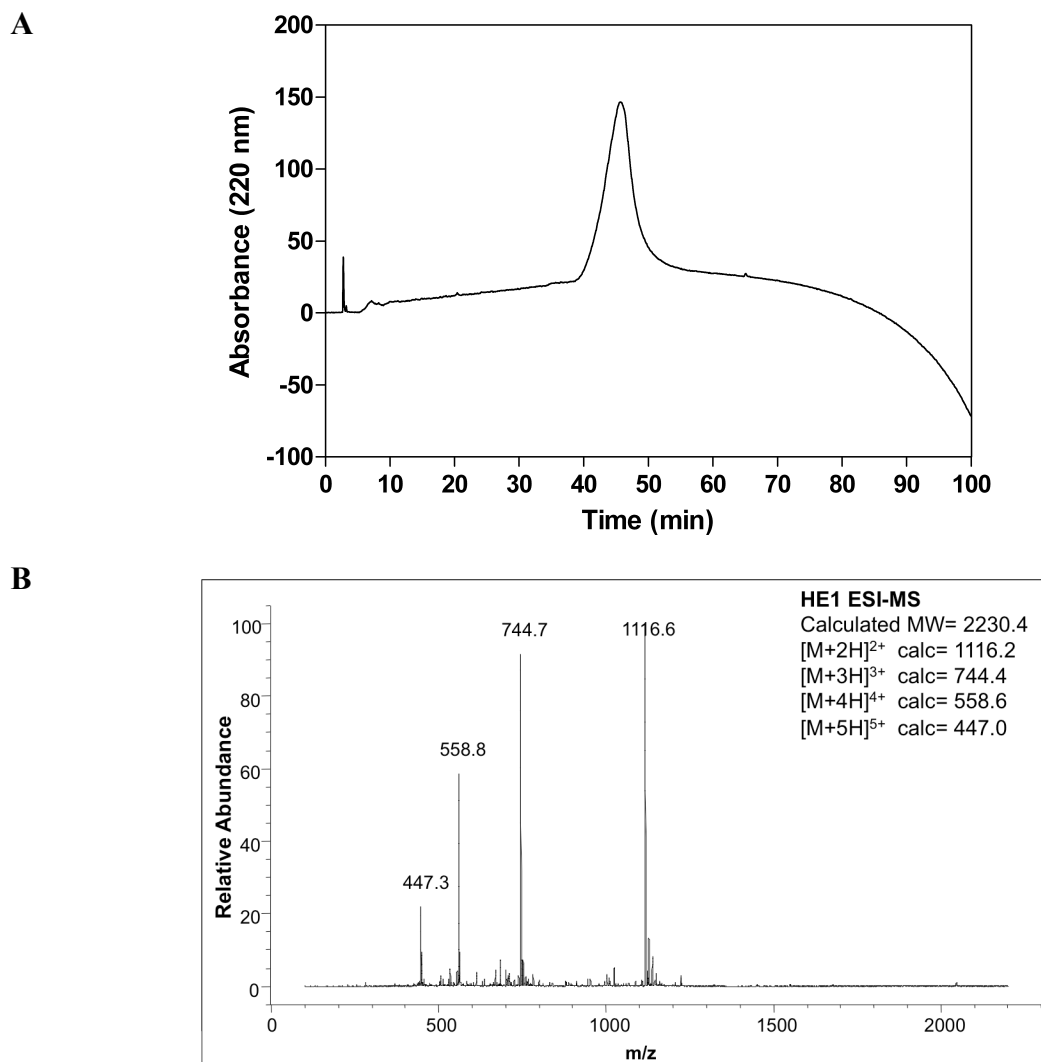 A
200
150
100
50
0
-50
-100
Absorbance (220 nm)
0 10 20 30 40 50 60 70 80 90 100
Time (min)
B
HE1 ESI-MS
Calculated MW= 2230.4
[M+2H]²⁺ calc= 1116.2
[M+3H]³⁺ calc= 744.4
[M+4H]⁴⁺ calc= 558.6
[M+5H]⁵⁺ calc= 447.0
100
80
60
40
20
0
Relative Abundance
744.7
1116.6
558.8
447.3
0 500 1000 1500 2000
m/z